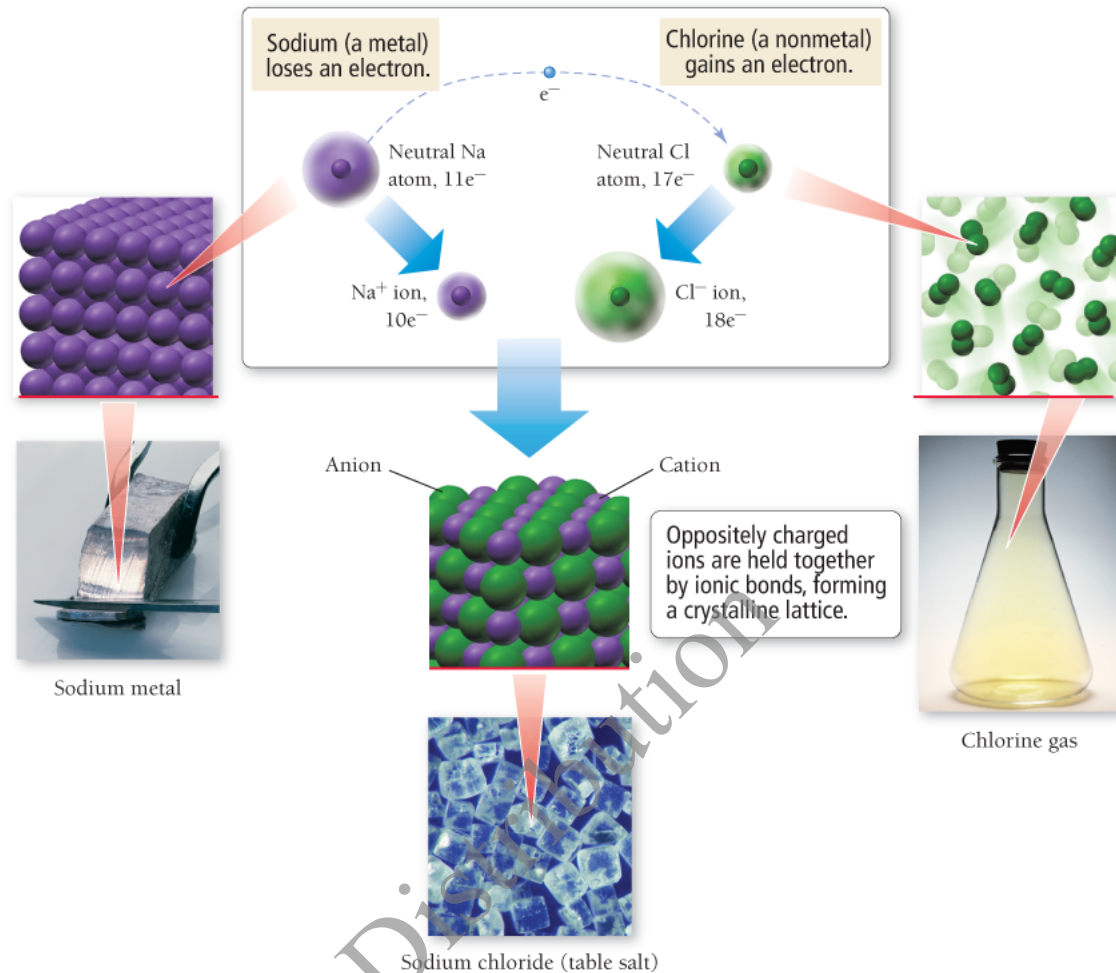 Sodium (a metal)
loses an electron.
Chlorine (a nonmetal)
gains an electron.
e⁻
Neutral Na
atom, 11e⁻
Neutral Cl
atom, 17e⁻
Na⁺ ion,
10e⁻
Cl⁻ ion,
18e⁻
Anion
Cation
Oppositely charged
ions are held together
by ionic bonds, forming
a crystalline lattice.
Sodium metal
Chlorine gas
Distribution
Sodium chloride (table salt)